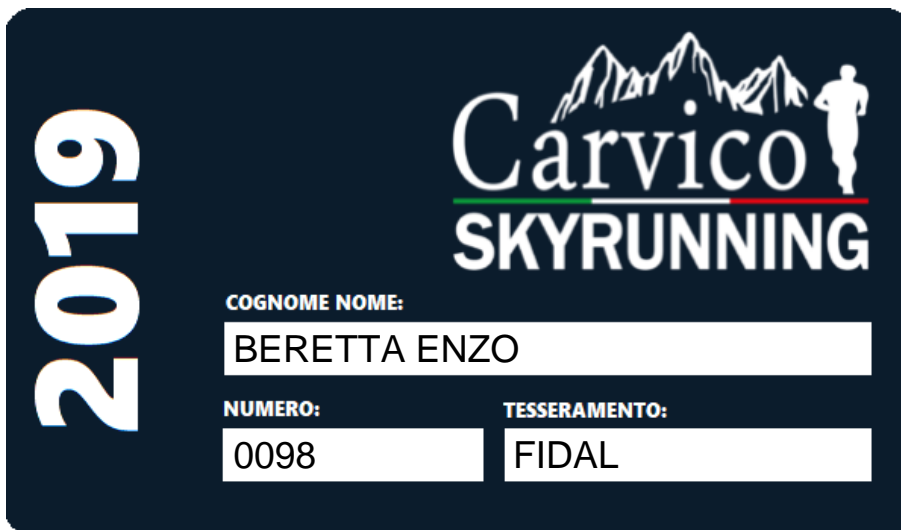 2019
Carvico
SKYRUNNING
COGNOME NOME:
BERETTA ENZO
NUMERO:
0098
TESSERAMENTO:
FIDAL